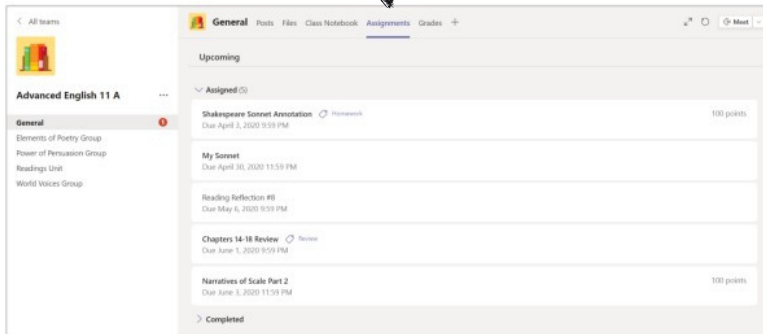 All teams
Advanced English 11 A
General
Elements of Poetry Group
Power of Persuasion Group
Readings Unit
World Voices Group
General Posts Files Class Notebook Assignments Grades Meet
Upcoming
Assigned (5)
Shakespeare Sonnet Annotation Homework 100 points
Due April 3, 2020 9:59 PM
My Sonnet
Due April 30, 2020 11:59 PM
Reading Reflection #8
Due May 6, 2020 9:59 PM
Chapters 14-18 Review Review
Due June 1, 2020 9:59 PM
Narratives of Scale Part 2 100 points
Due June 3, 2020 11:59 PM
Completed